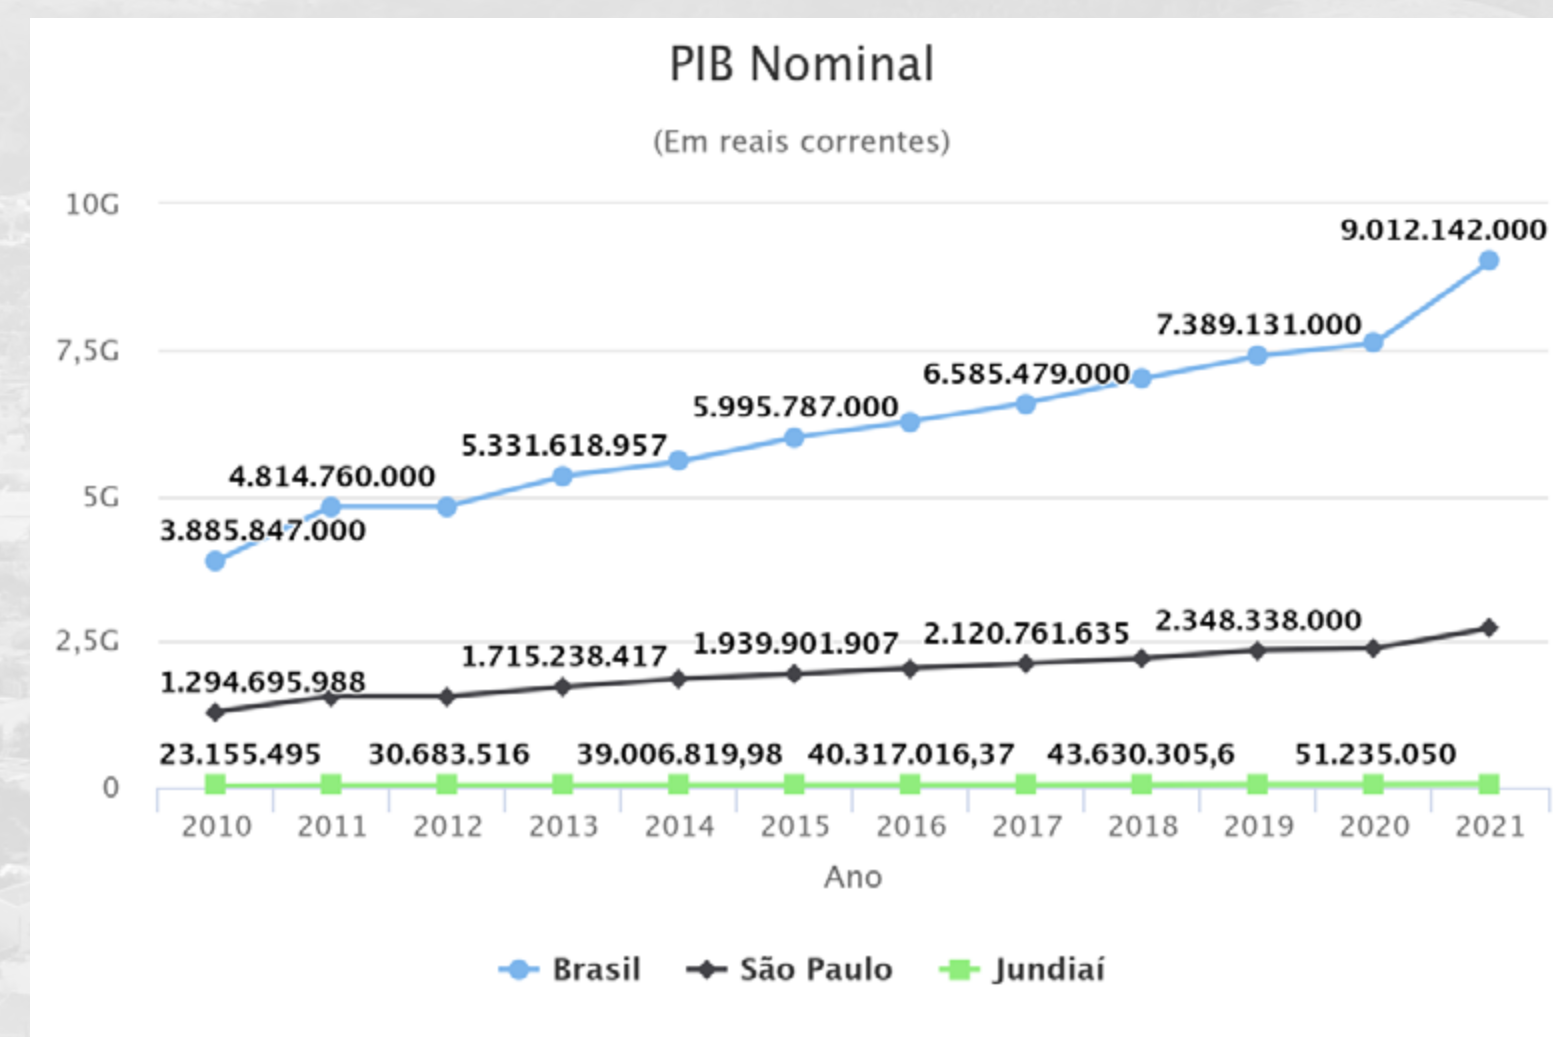 PIB Nominal
(Em reais correntes)
10G
9.012.142.000
7.389.131.000
7,5G
6.585.479.000
5.995.787.000
5.331.618.957
4.814.760.000
5G
3.885.847.000
2,5G
2.348.338.000
2.120.761.635
1.939.901.907
1.715.238.417
1.294.695.988
23.155.495 30.683.516 39.006.819,98 40.317.016,37 43.630.305,6 51.235.050
0
2010 2011 2012 2013 2014 2015 2016 2017 2018 2019 2020 2021
Ano
Brasil São Paulo Jundiaí